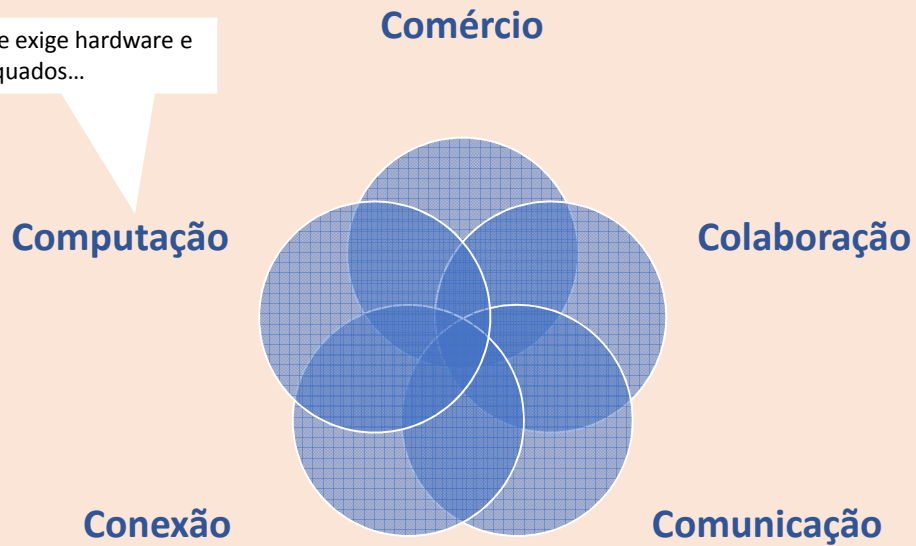 Comércio
e exige hardware e
quados...
Computação
Colaboração
Conexão
Comunicação